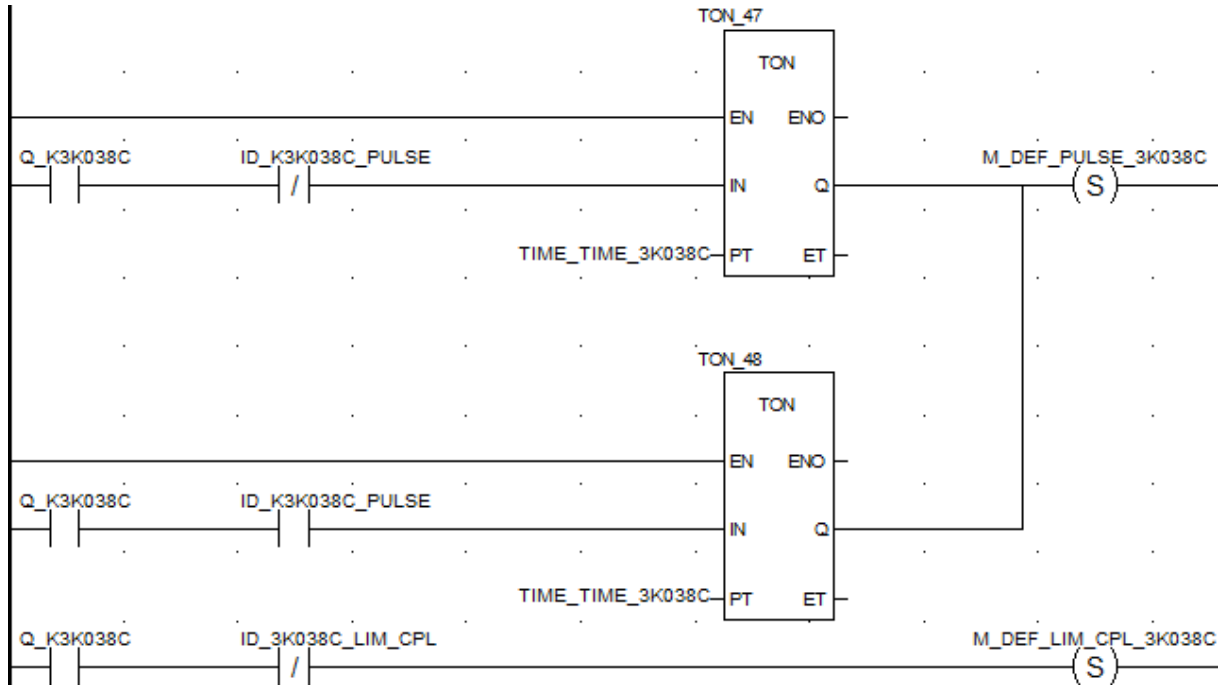 TON_47
TON
EN ENO
Q_K3K038C ID_K3K038C_PULSE M_DEF_PULSE_3K038C
/ IN Q S
TIME_TIME_3K038C PT ET
TON_48
TON
EN ENO
Q_K3K038C ID_K3K038C_PULSE
IN Q
TIME_TIME_3K038C PT ET
Q_K3K038C ID_3K038C_LIM_CPL M_DEF_LIM_CPL_3K038C
/ S